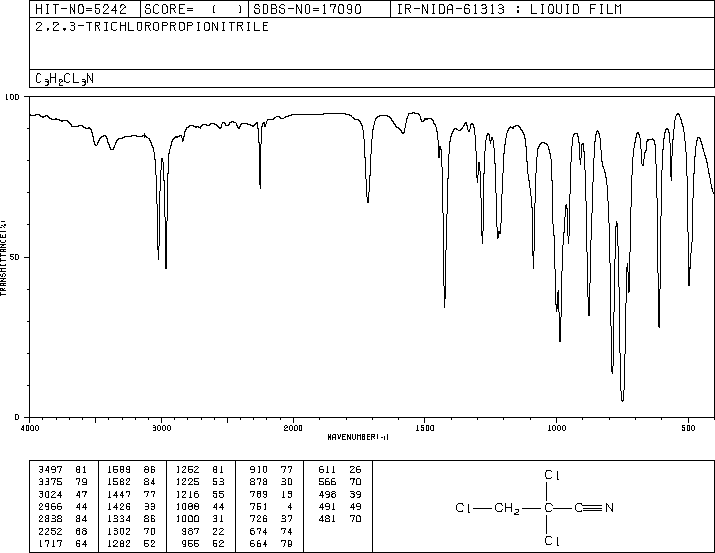 HIT-NO=5242 SCORE= ( ) SDBS-NO=17090 IR-NIDA-61313 : LIQUID FILM
2,2,3-TRICHLOROPROPIONITRILE
C3H2CL3N
100
50
0
TRANSMITTANCE(%)
4000 3000 2000 1500 1000 500
WAVENUMBER(-1)
3497 81 1589 86 1252 81 910 77 611 26
3375 79 1582 84 1225 53 878 30 566 70
3024 47 1447 77 1216 55 789 13 498 39
2966 44 1426 33 1088 44 751 4 491 49
2838 84 1334 86 1000 31 726 37 481 70
2252 68 1302 70 987 22 674 74
1717 64 1282 52 955 52 664 79
Cl
Cl—CH2—C—C≡N
Cl